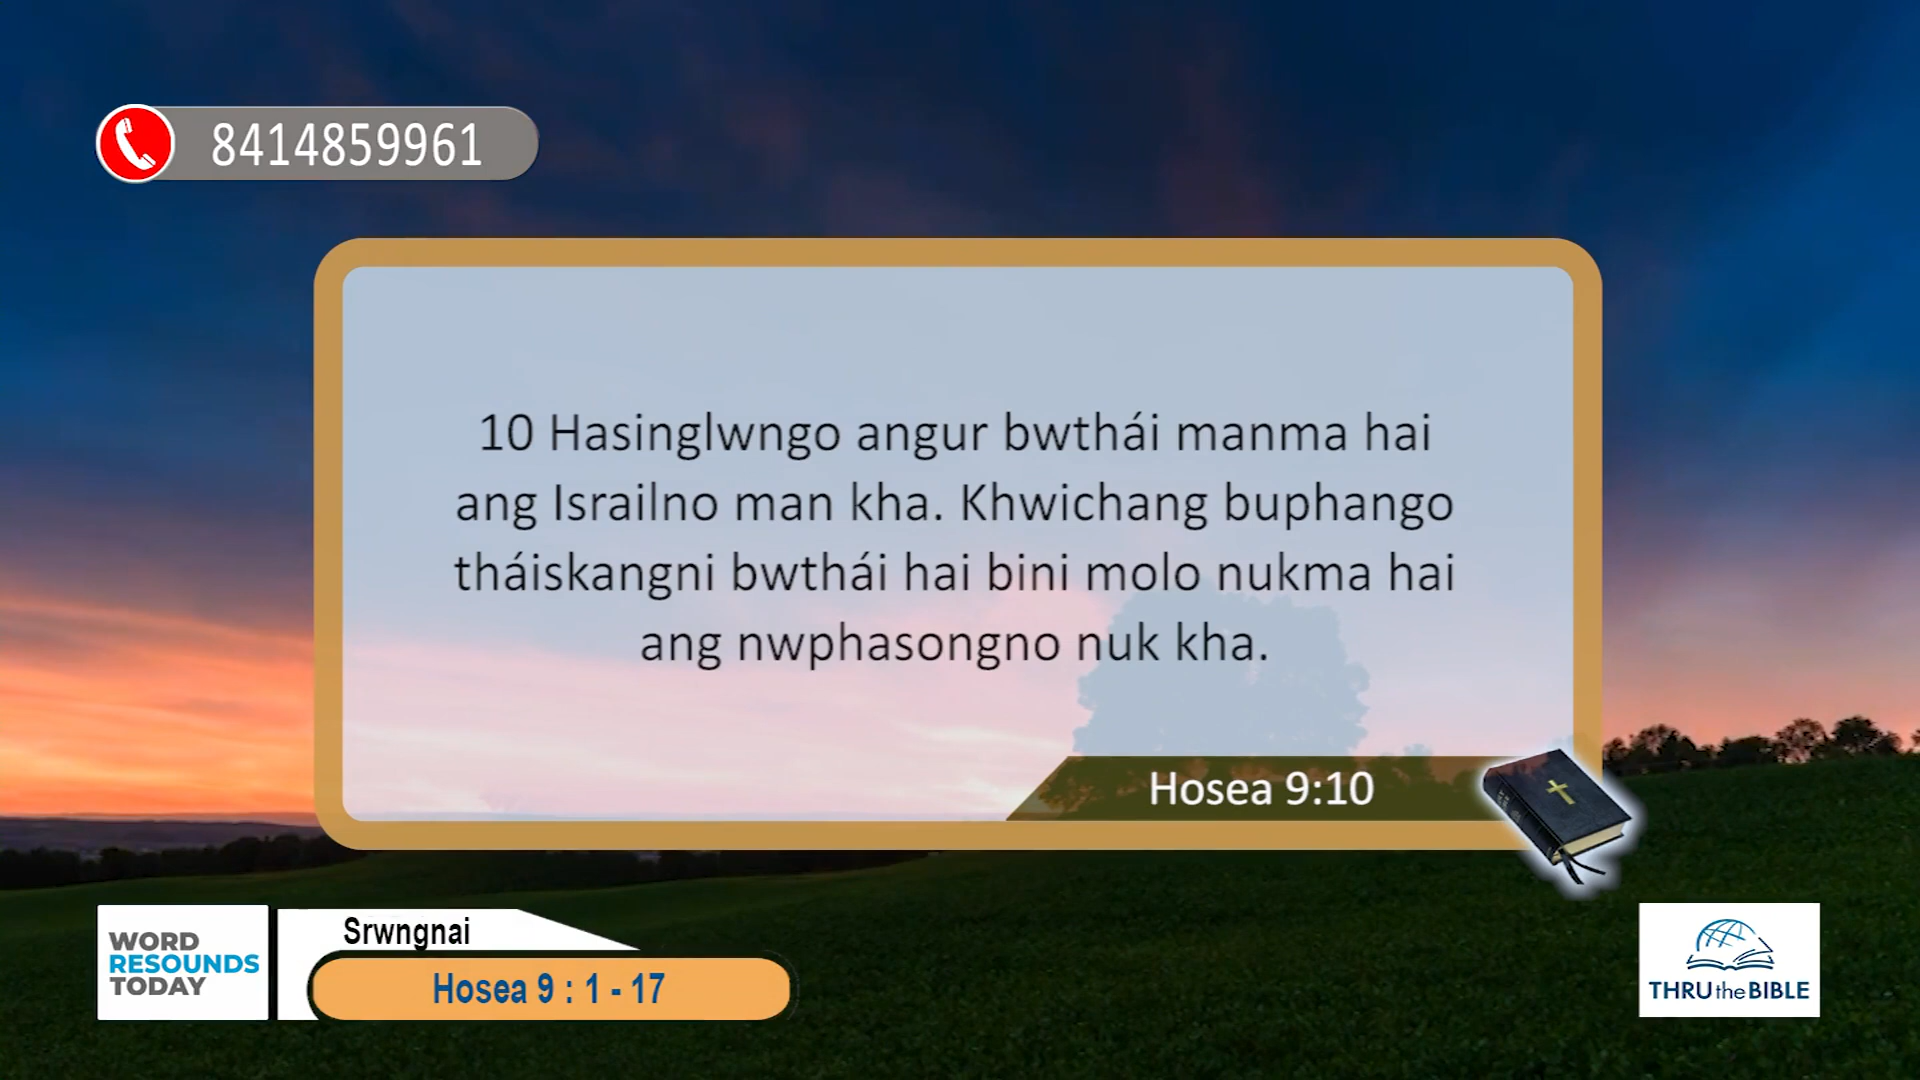 8414859961
10 Hasinglwngo angur bwthái manma hai
ang Israilno man kha. Khwichang buphango
tháiskangni bwthái hai bini molo nukma hai
ang nwphasongno nuk kha.
Hosea 9:10
Srwngnai
Hosea 9 : 1 - 17
WORD
RESOUNDS
TODAY
THRU the BIBLE